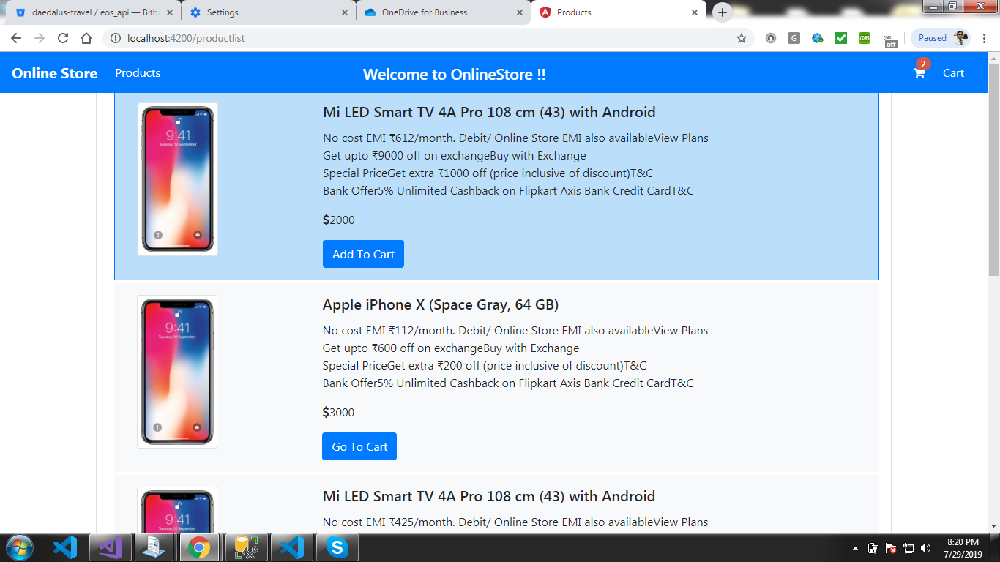 daedalus-travel / eos_api — Bitb
Settings
OneDrive for Business
Products
localhost:4200/productlist
G
CORS
off
Paused
Online Store
Products
Welcome to OnlineStore !!
2
Cart
9:41
Tuesday, 12 September
Mi LED Smart TV 4A Pro 108 cm (43) with Android
No cost EMI ₹612/month. Debit/ Online Store EMI also availableView Plans
Get upto ₹9000 off on exchangeBuy with Exchange
Special PriceGet extra ₹1000 off (price inclusive of discount)T&C
Bank Offer5% Unlimited Cashback on Flipkart Axis Bank Credit CardT&C
$2000
Add To Cart
9:41
Tuesday, 12 September
Apple iPhone X (Space Gray, 64 GB)
No cost EMI ₹112/month. Debit/ Online Store EMI also availableView Plans
Get upto ₹600 off on exchangeBuy with Exchange
Special PriceGet extra ₹200 off (price inclusive of discount)T&C
Bank Offer5% Unlimited Cashback on Flipkart Axis Bank Credit CardT&C
$3000
Go To Cart
9:41
Mi LED Smart TV 4A Pro 108 cm (43) with Android
No cost EMI ₹425/month. Debit/ Online Store EMI also availableView Plans
8:20 PM
7/29/2019